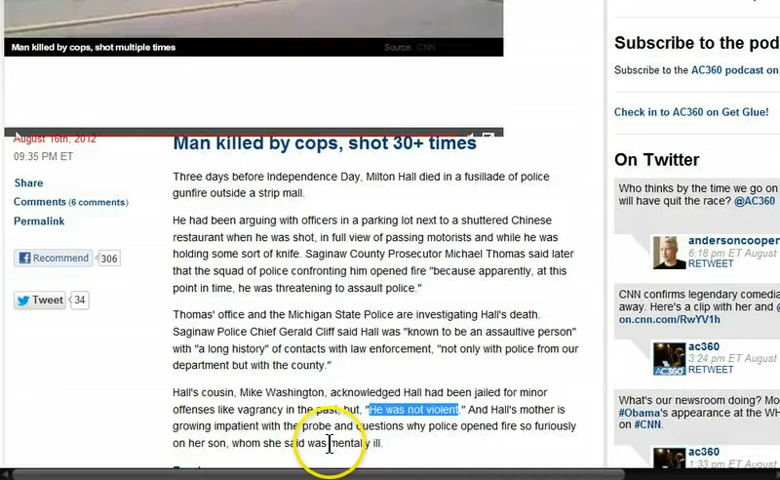 Man killed by cops, shot multiple times
Source: CNN
August 16th, 2012
09:35 PM ET
Share
Comments (6 comments)
Permalink
Recommend 306
Tweet 34
Man killed by cops, shot 30+ times
Three days before Independence Day, Milton Hall died in a fusillade of police
gunfire outside a strip mall.
He had been arguing with officers in a parking lot next to a shuttered Chinese
restaurant when he was shot, in full view of passing motorists and while he was
holding some sort of knife. Saginaw County Prosecutor Michael Thomas said later
that the squad of police confronting him opened fire "because apparently, at this
point in time, he was threatening to assault police."
Thomas' office and the Michigan State Police are investigating Hall's death.
Saginaw Police Chief Gerald Cliff said Hall was "known to be an assaultive person"
with "a long history" of contacts with law enforcement, "not only with police from our
department but with the county."
Hall's cousin, Mike Washington, acknowledged Hall had been jailed for minor
offenses like vagrancy in the past, but, "He was not violent." And Hall's mother is
growing impatient with the probe and questions why police opened fire so furiously
on her son, whom she said was mentally ill.
Subscribe to the pod
Subscribe to the AC360 podcast on
Check in to AC360 on Get Glue!
On Twitter
Who thinks by the time we go on
will have quit the race? @AC360
andersoncooper
6:18 pm ET August
RETWEET
CNN confirms legendary comedia
away. Here's a clip with her and @
on.cnn.com/RwYV1h
ac360
3:24 pm ET August
RETWEET
What's our newsroom doing? Mo
#Obama's appearance at the WH
on #CNN.
ac360
1:33 pm ET August